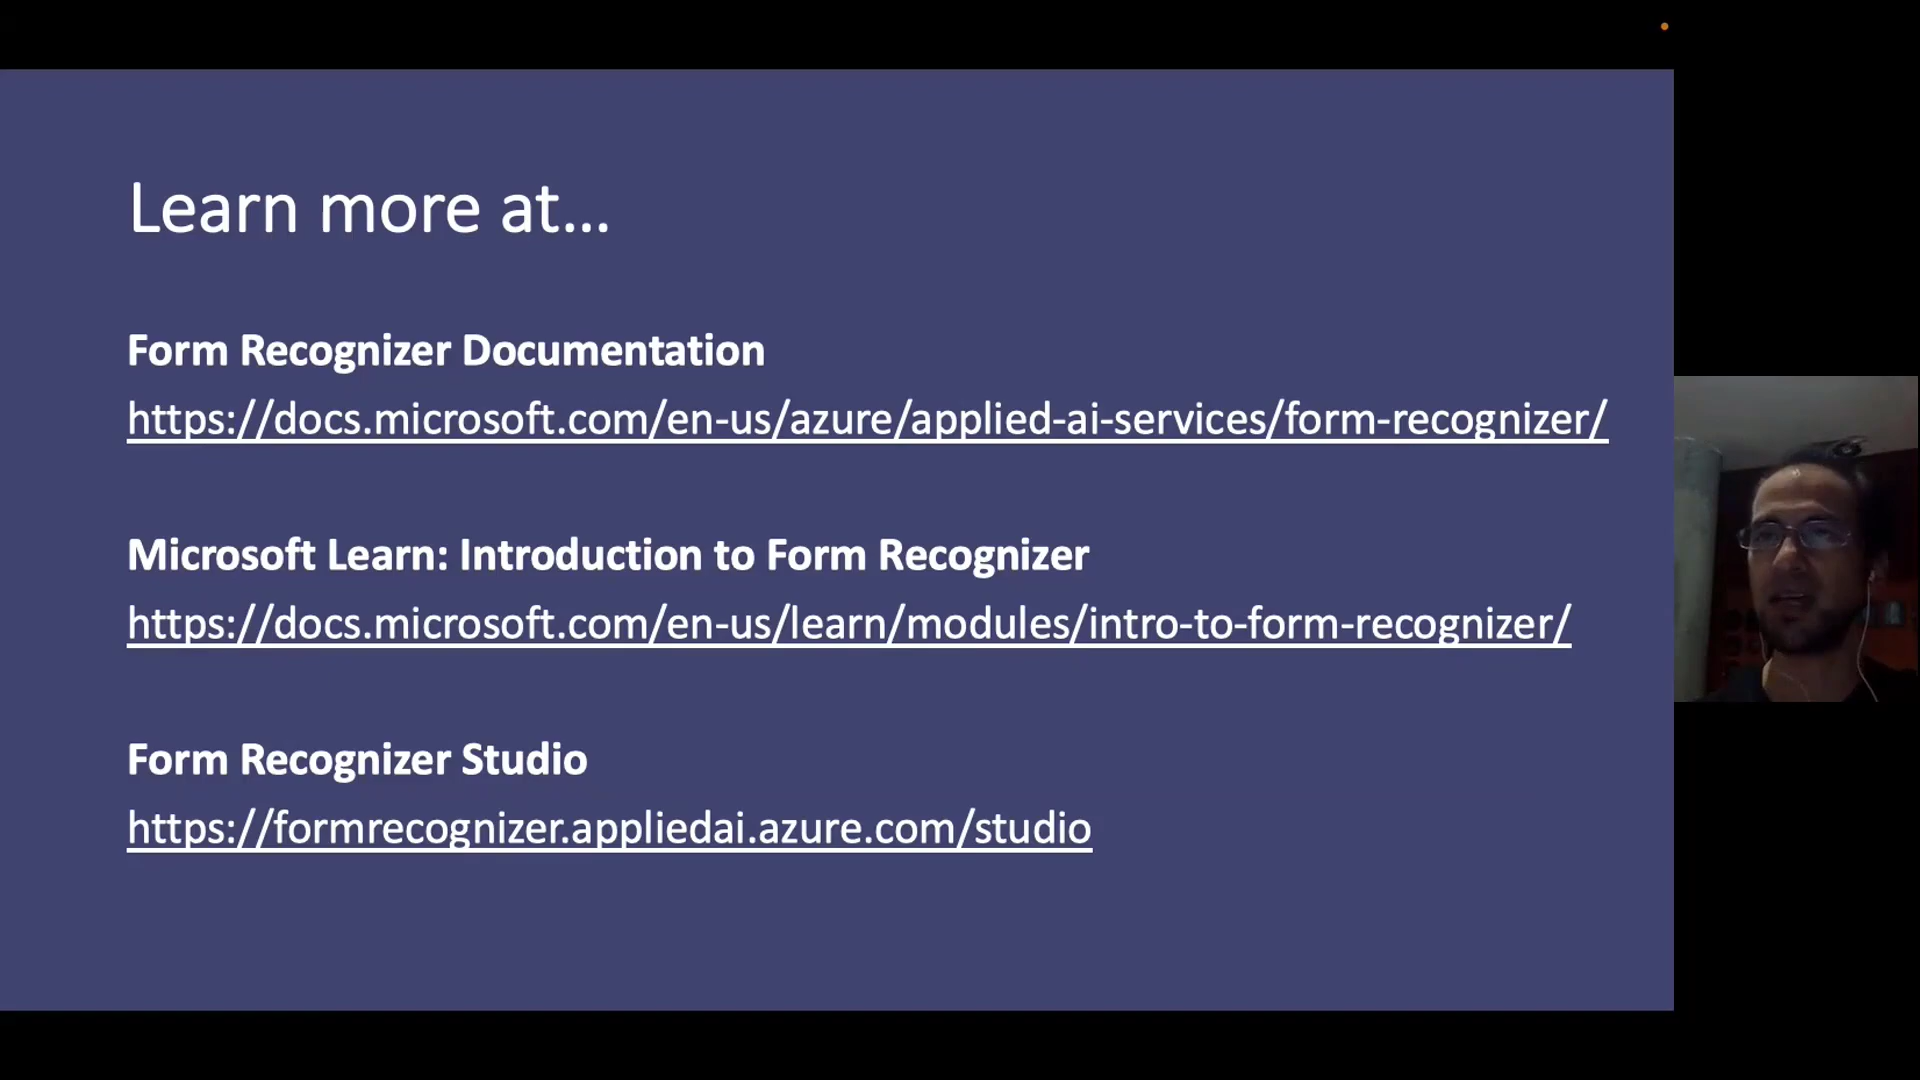 Learn more at...
Form Recognizer Documentation
https://docs.microsoft.com/en-us/azure/applied-ai-services/form-recognizer/
Microsoft Learn: Introduction to Form Recognizer
https://docs.microsoft.com/en-us/learn/modules/intro-to-form-recognizer/
Form Recognizer Studio
https://formrecognizer.appliedai.azure.com/studio